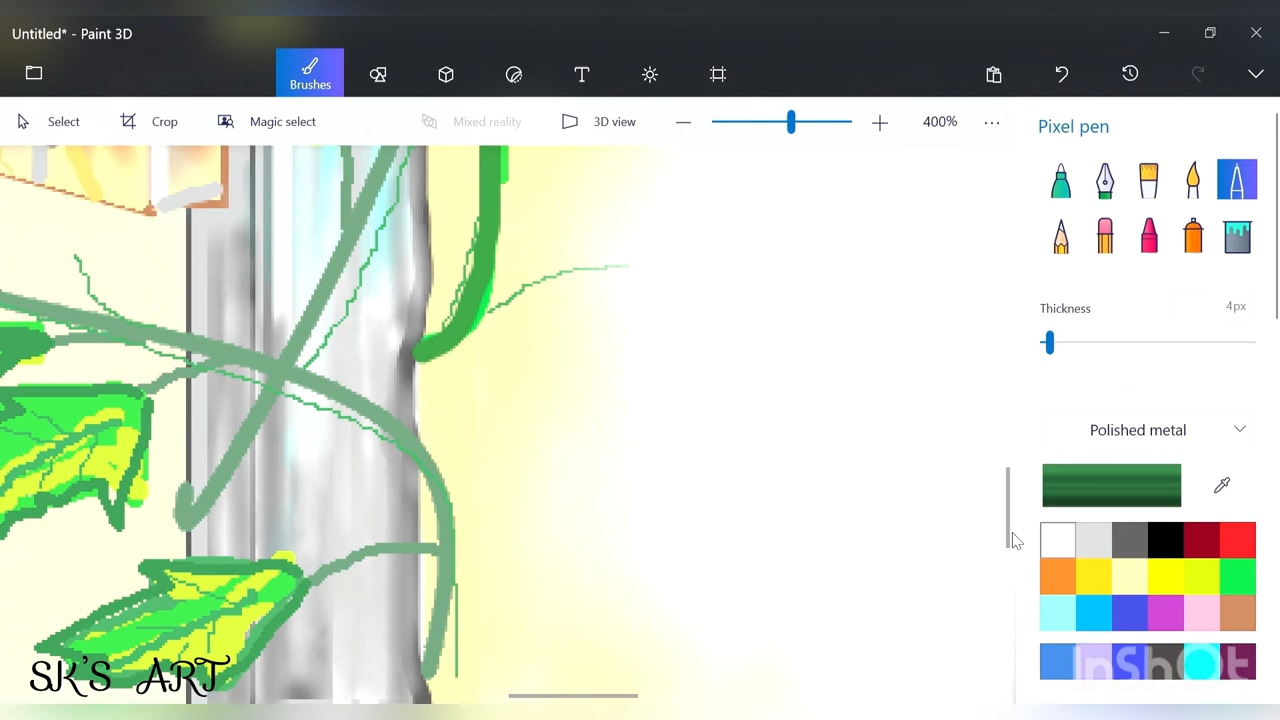 Untitled* - Paint 3D
Brushes
Select Crop Magic select Mixed reality 3D view 400%
Pixel pen
Thickness 4px
Polished metal
SK'S ART
InShOt